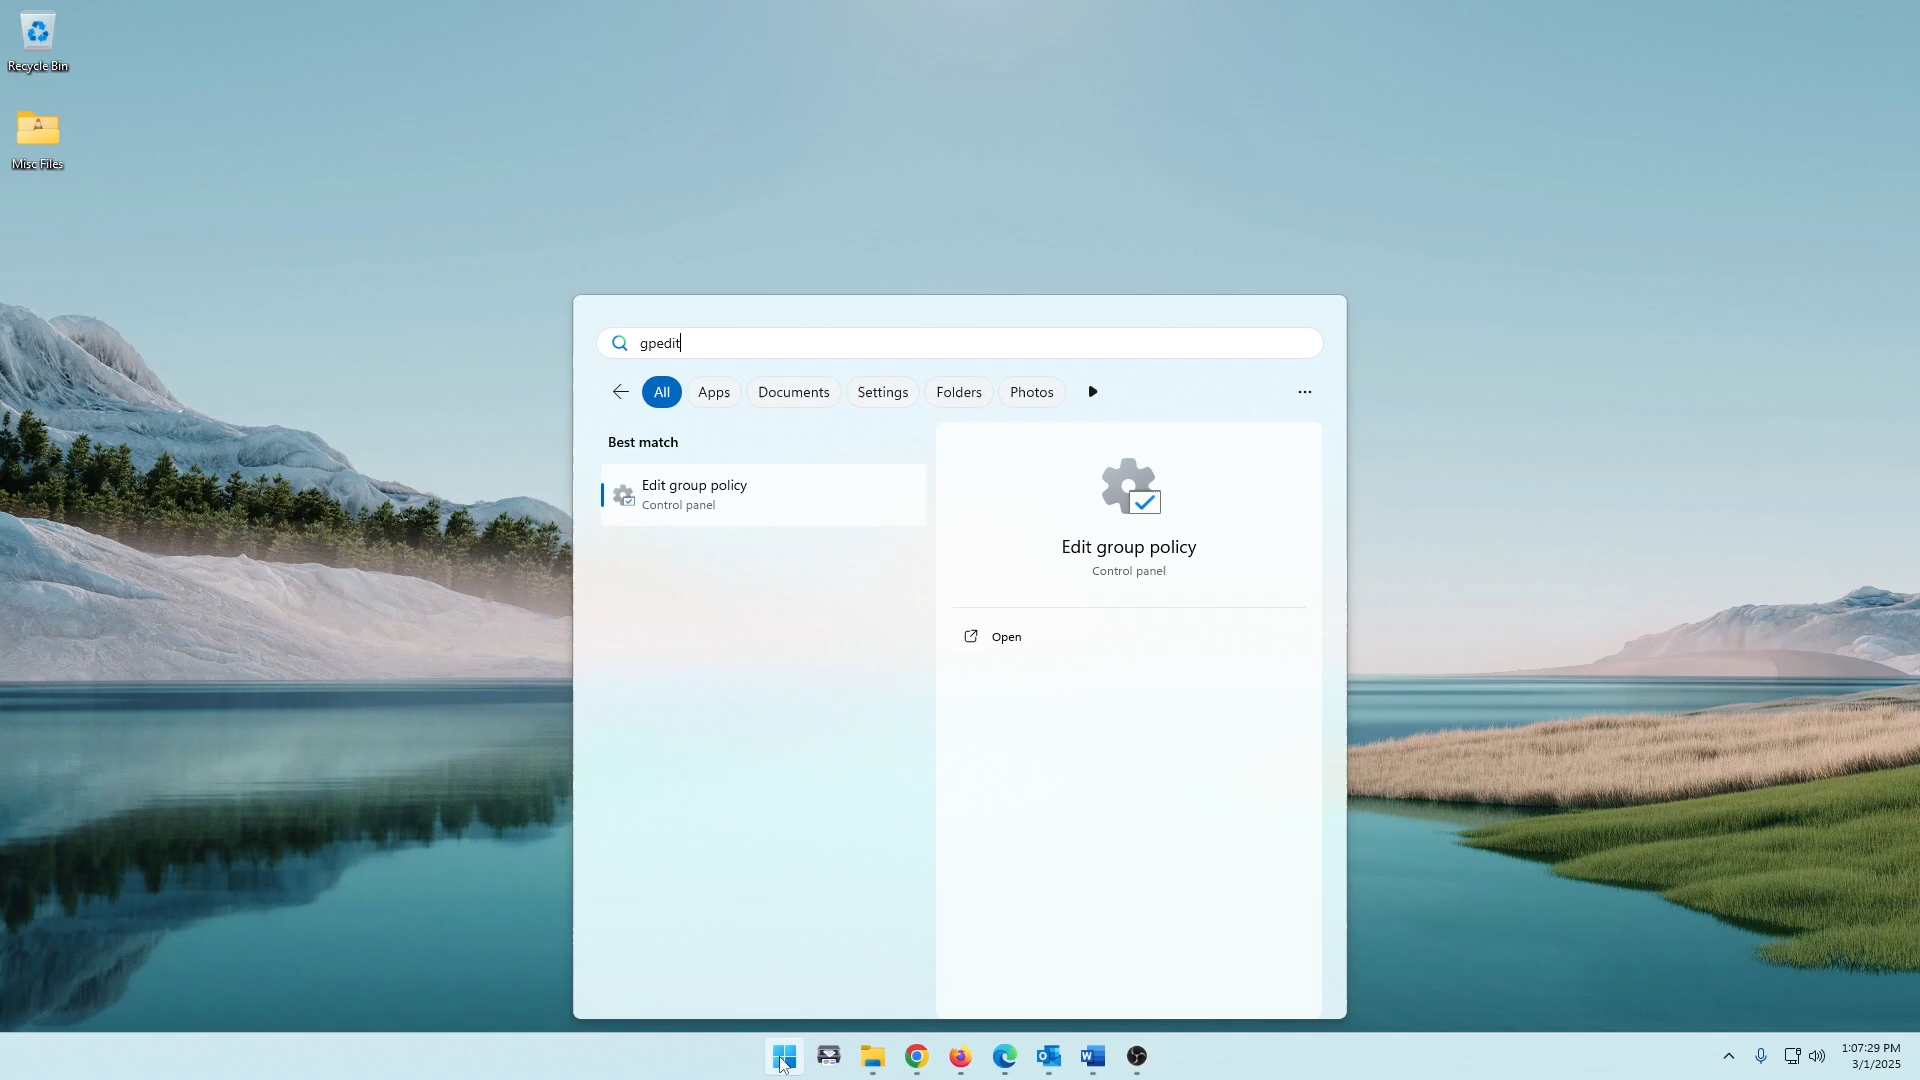 Recycle Bin
Misc Files
gpedit
All Apps Documents Settings Folders Photos
Best match
Edit group policy
Control panel
Edit group policy
Control panel
Open
1:07:29 PM
3/1/2025